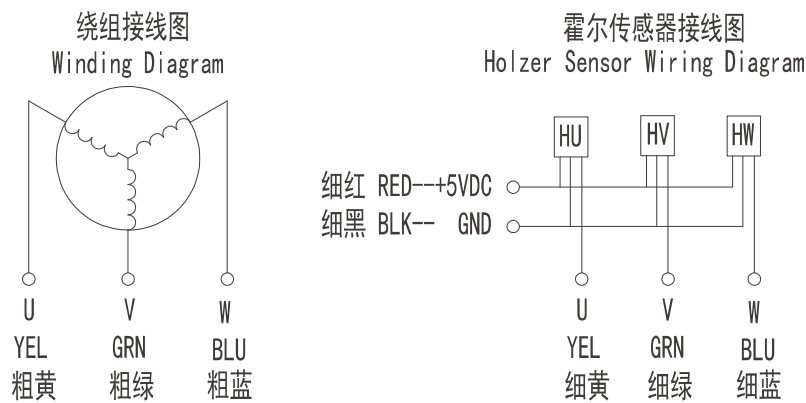 绕组接线图
Winding Diagram
U
V
W
YEL
GRN
BLU
粗黄
粗绿
粗蓝
霍尔传感器接线图
Holzer Sensor Wiring Diagram
HU
HV
HW
细红 RED--+5VDC
细黑 BLK-- GND
U
V
W
YEL
GRN
BLU
细黄
细绿
细蓝